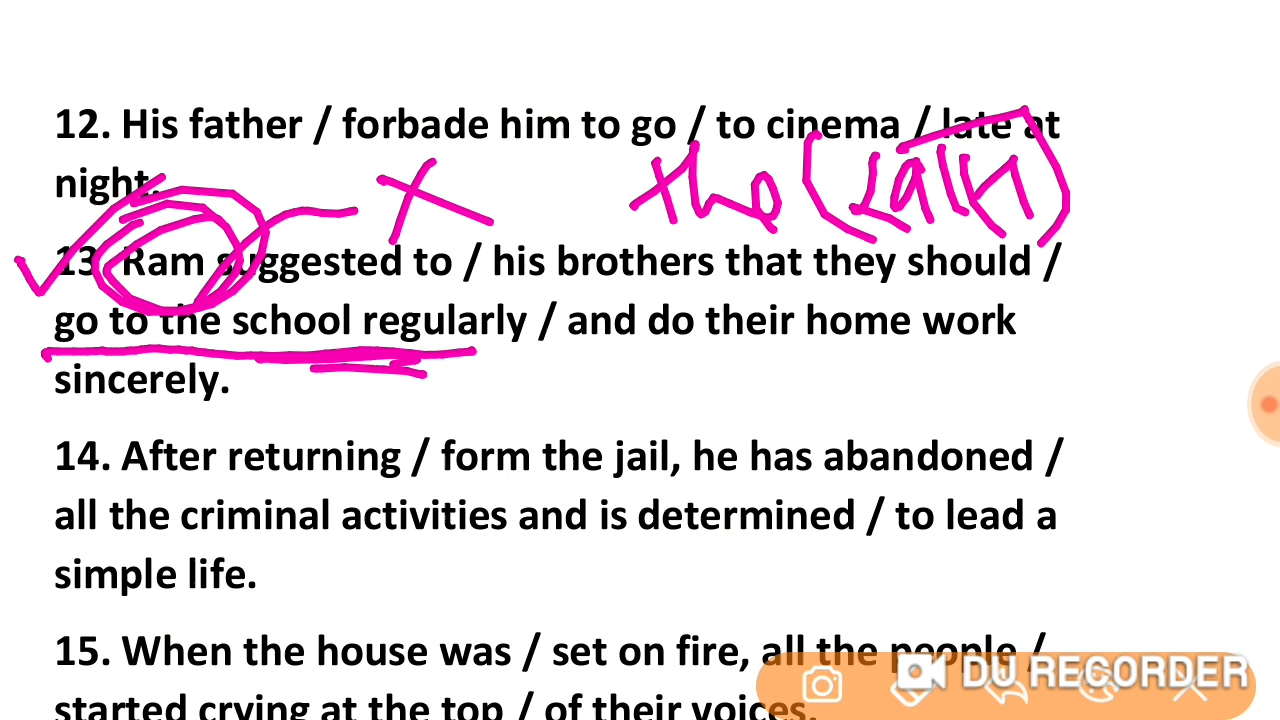 12. His father / forbade him to go / to cinema / late at
night.
the
13. Ram suggested to / his brothers that they should /
go to the school regularly / and do their home work
sincerely.
14. After returning / form the jail, he has abandoned /
all the criminal activities and is determined / to lead a
simple life.
15. When the house was / set on fire, all the people /
started crying at the top / of their voices.
DU RECORDER